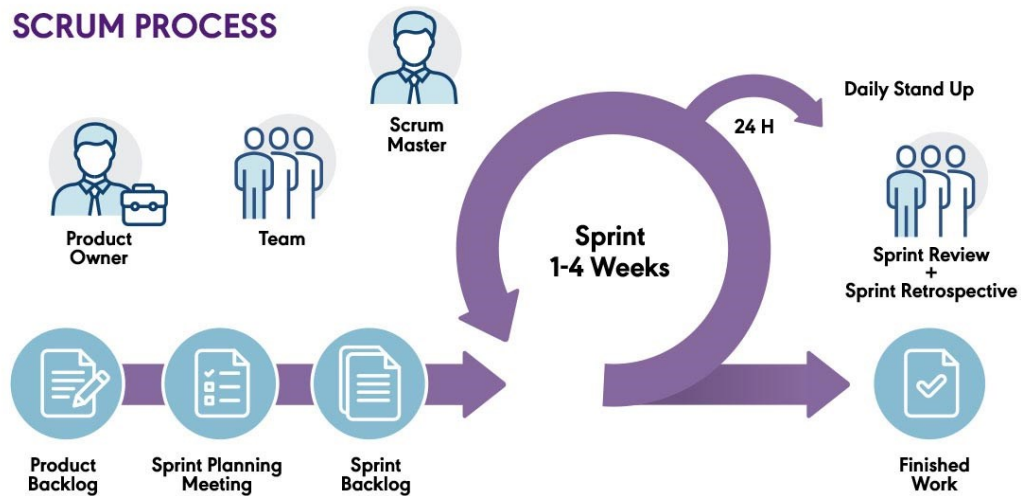 SCRUM PROCESS
Scrum
Master
Product
Owner
Team
Daily Stand Up
24 H
Sprint
1-4 Weeks
Sprint Review
+
Sprint Retrospective
Product
Backlog
Sprint Planning
Meeting
Sprint
Backlog
Finished
Work